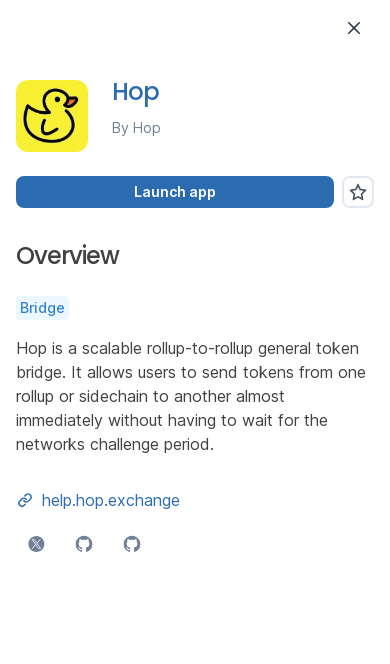 Hop
By Hop
Launch app
Overview
Bridge
Hop is a scalable rollup-to-rollup general token
bridge. It allows users to send tokens from one
rollup or sidechain to another almost
immediately without having to wait for the
networks challenge period.
help.hop.exchange